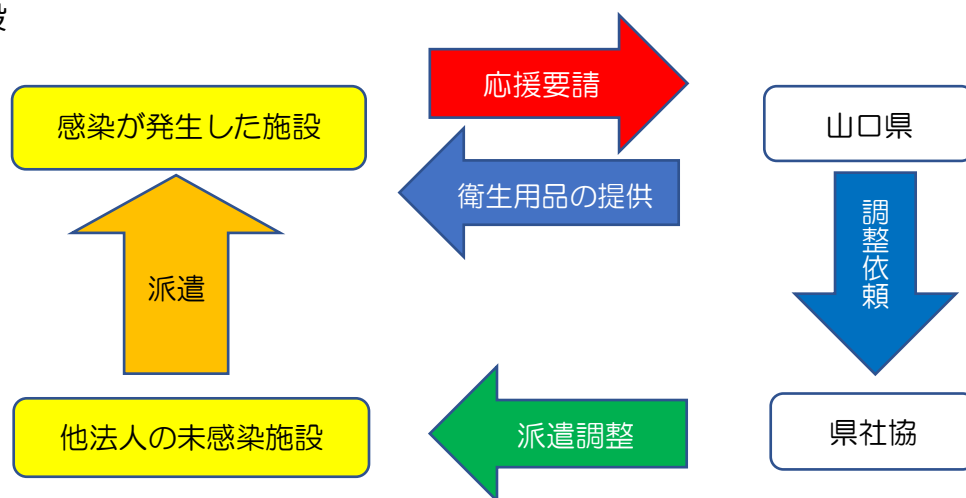 応援要請
感染が発生した施設
山口県
衛生用品の提供
調整依頼
派遣
他法人の未感染施設
派遣調整
県社協